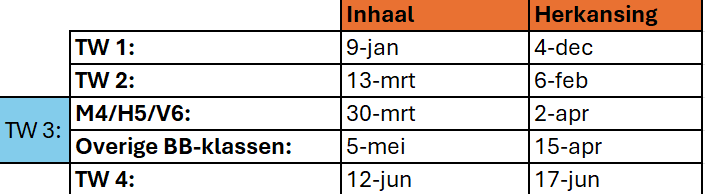 Inhaal Herkansing
TW 1: 9-jan 4-dec
TW 2: 13-mrt 6-feb
TW 3: M4/H5/V6: 30-mrt 2-apr
Overige BB-klassen: 5-mei 15-apr
TW 4: 12-jun 17-jun